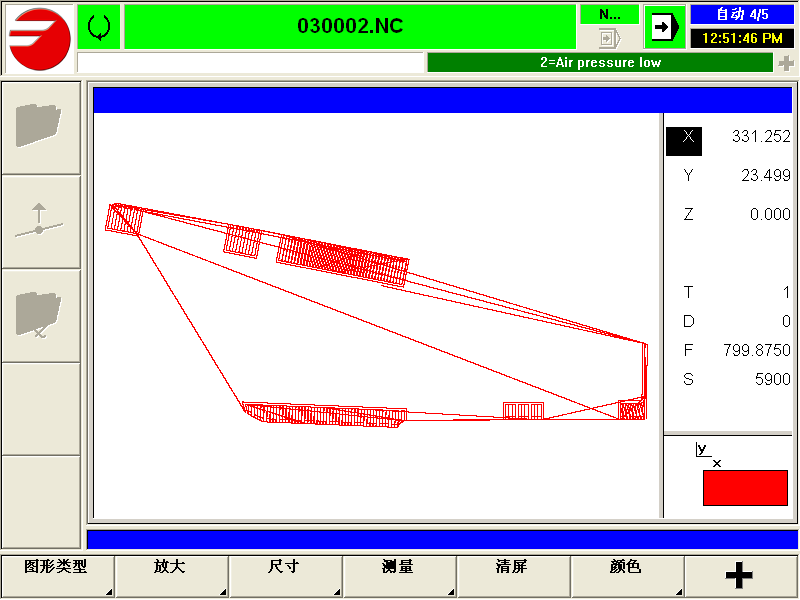 030002.NC
N...
自动 4/5
12:51:46 PM
2=Air pressure low
X 331.252
Y 23.499
Z 0.000
T 1
D 0
F 799.8750
S 5900
y
x
图形类型 放大 尺寸 测量 清屏 颜色